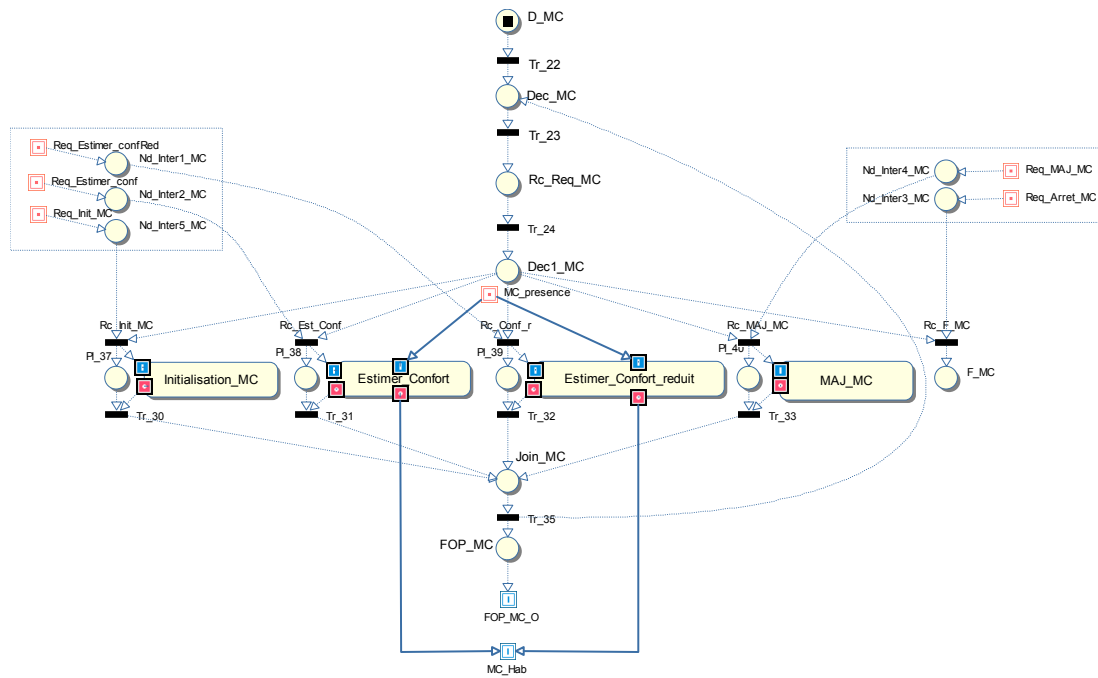 D_MC
Tr_22
Dec_MC
Tr_23
Req_Estimer_confRed
Nd_Inter1_MC
Req_Estimer_conf
Nd_Inter2_MC
Req_Init_MC
Nd_Inter5_MC
Rc_Req_MC
Nd_Inter4_MC
Req_MAJ_MC
Nd_Inter3_MC
Req_Arret_MC
Tr_24
Dec1_MC
MC_presence
Rc_Init_MC
Rc_Est_Conf
Rc_Conf_r
Rc_MAJ_MC
Rc_F_MC
Pl_37
Pl_38
Pl_39
Pl_40
Initialisation_MC
Estimer_Confort
Estimer_Confort_reduit
MAJ_MC
F_MC
Tr_30
Tr_31
Tr_32
Tr_33
Join_MC
Tr_35
FOP_MC
FOP_MC_O
MC_Hab